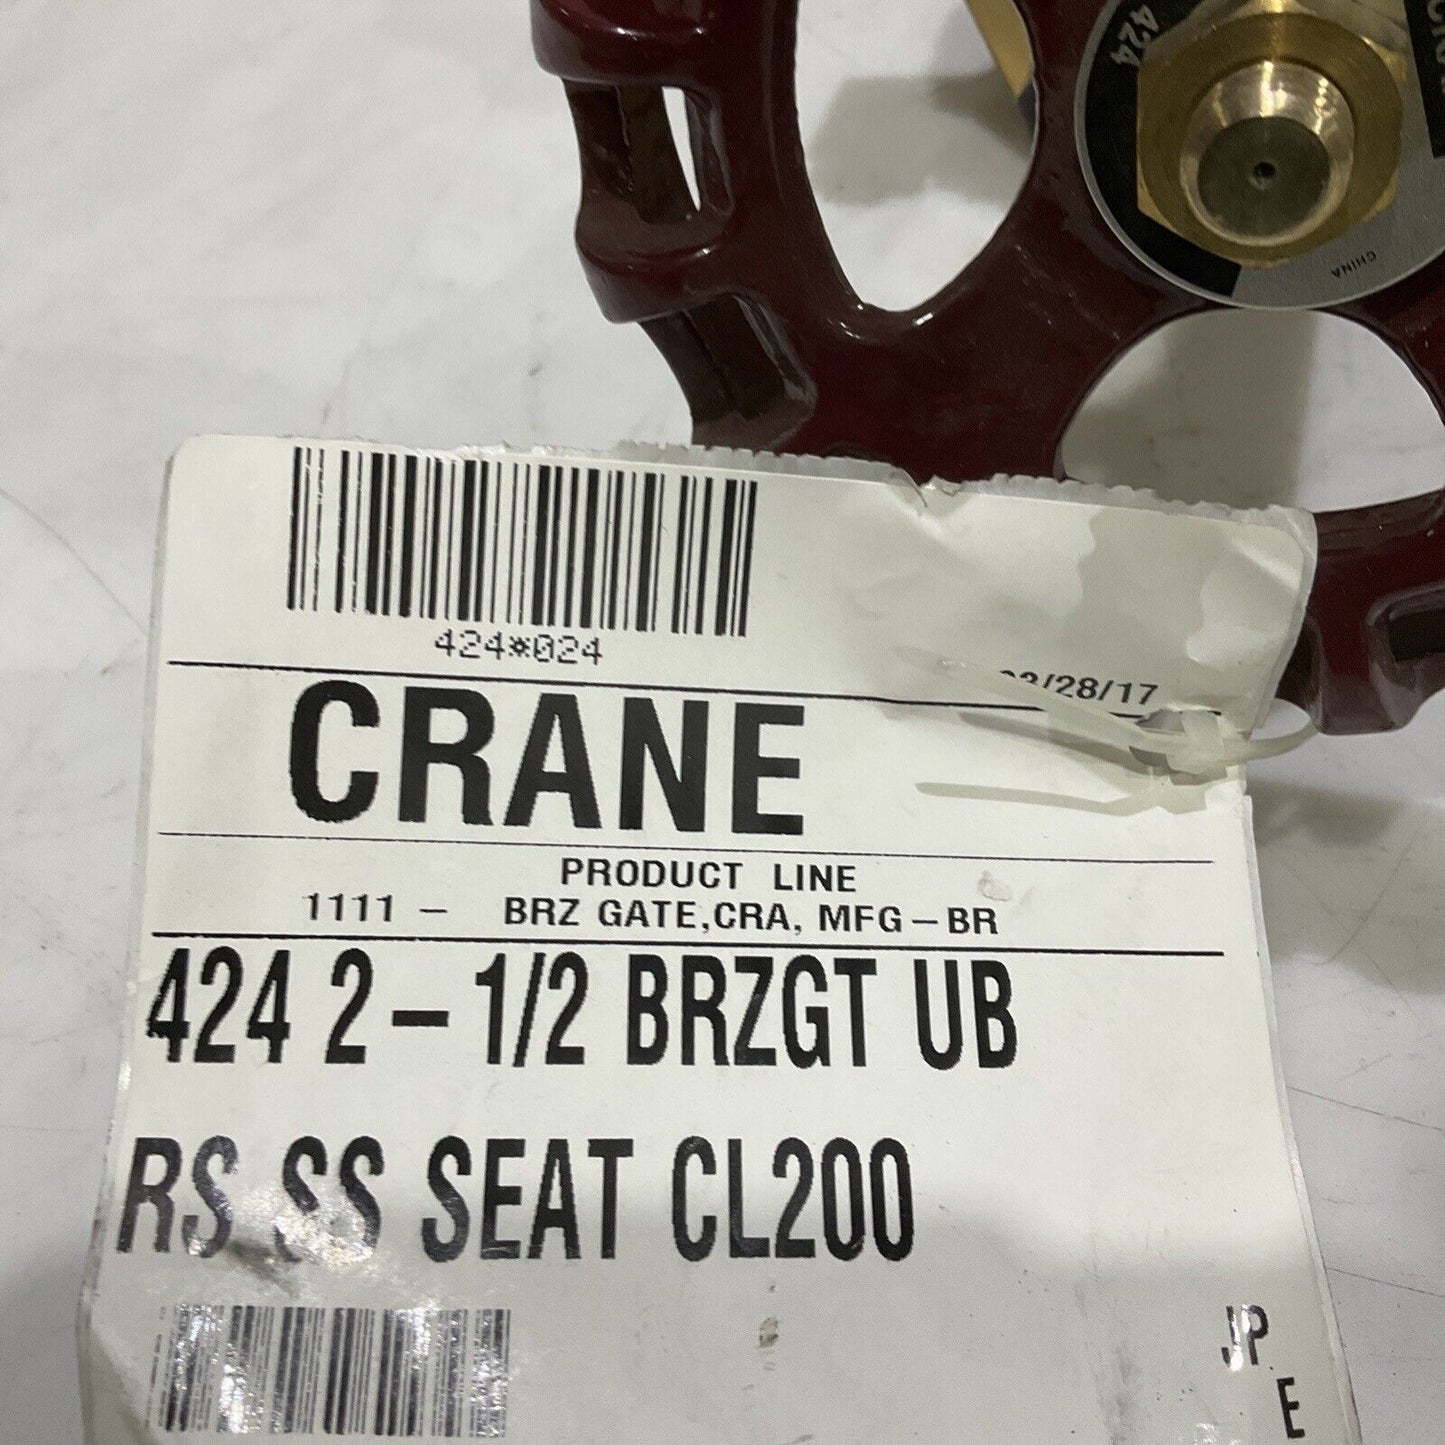 424
CHINA
424*024
/28/17
CRANE
PRODUCT LINE
1111 - BRZ GATE,CRA, MFG-BR
424 2-1/2 BRZGT UB
RS SS SEAT CL200
JP
E